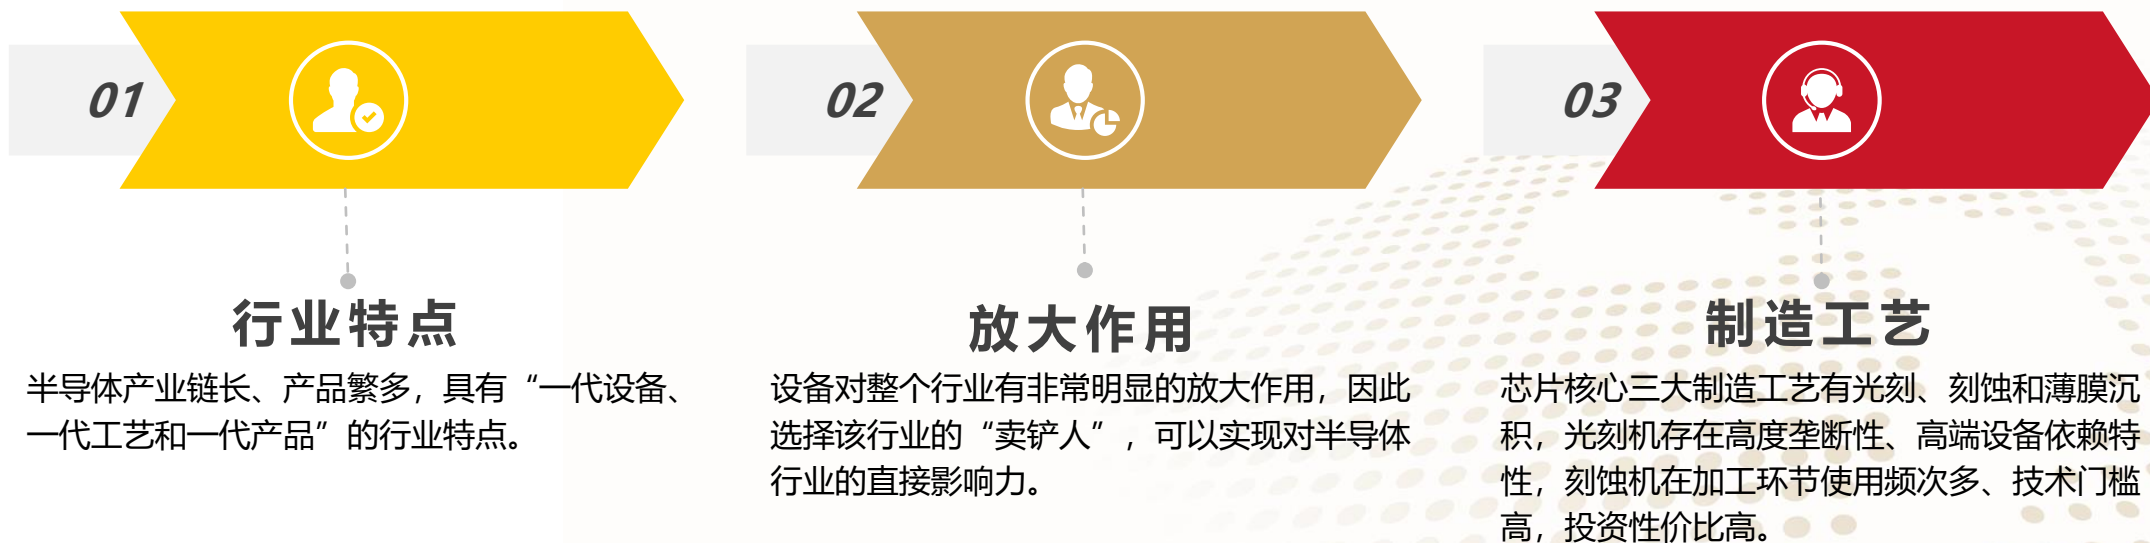 01
行业特点
半导体产业链长、产品繁多，具有“一代设备、
一代工艺和一代产品”的行业特点。
02
放大作用
设备对整个行业有非常明显的放大作用，因此
选择该行业的“卖铲人”，可以实现对半导体
行业的直接影响力。
03
制造工艺
芯片核心三大制造工艺有光刻、刻蚀和薄膜沉
积，光刻机存在高度垄断性、高端设备依赖特
性，刻蚀机在加工环节使用频次多、技术门槛
高，投资性价比高。